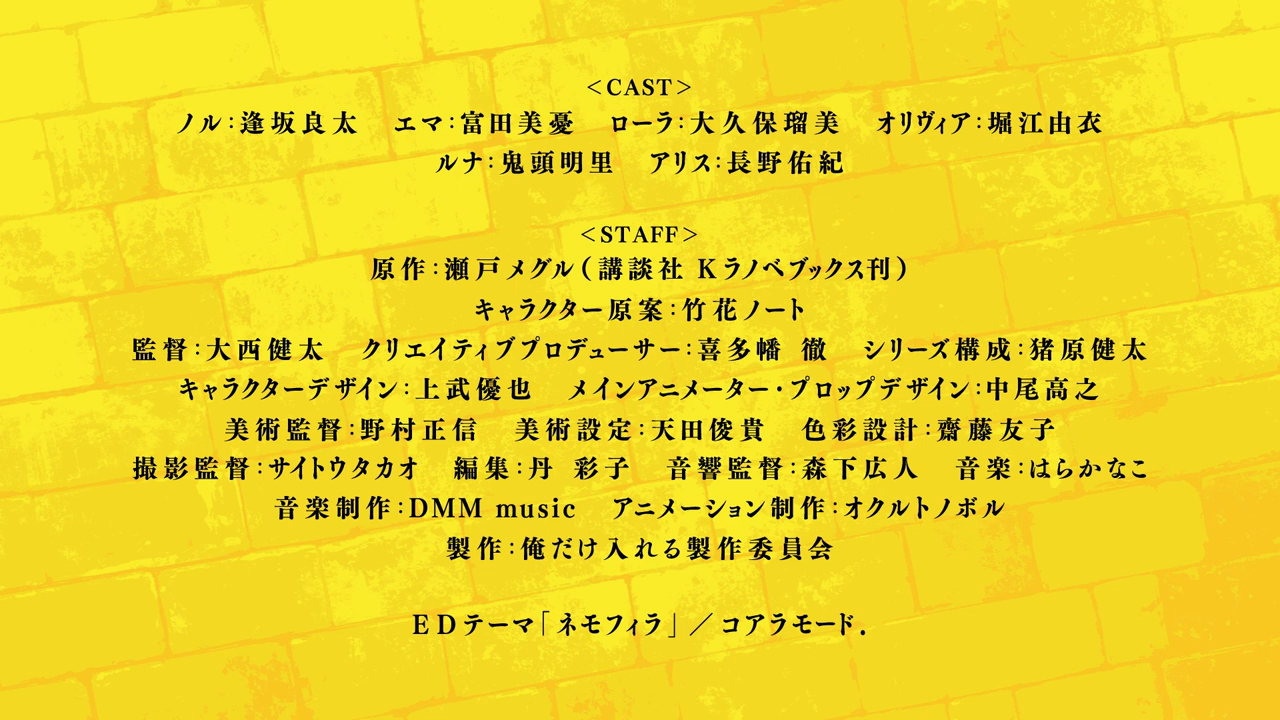 <CAST>
ノル:逢坂良太　エマ:富田美憂　ローラ:大久保瑠美　オリヴィア:堀江由衣
ルナ:鬼頭明里　アリス:長野佑紀
<STAFF>
原作:瀬戸メグル(講談社 Kラノベブックス刊)
キャラクター原案:竹花ノート
監督:大西健太　クリエイティブプロデューサー:喜多幡 徹　シリーズ構成:猪原健太
キャラクターデザイン:上武優也　メインアニメーター・プロップデザイン:中尾高之
美術監督:野村正信　美術設定:天田俊貴　色彩設計:齋藤友子
撮影監督:サイトウタカオ　編集:丹 彩子　音響監督:森下広人　音楽:はらかなこ
音楽制作:DMM music　アニメーション制作:オクルトノボル
製作:俺だけ入れる製作委員会
EDテーマ「ネモフィラ」／コアラモード.